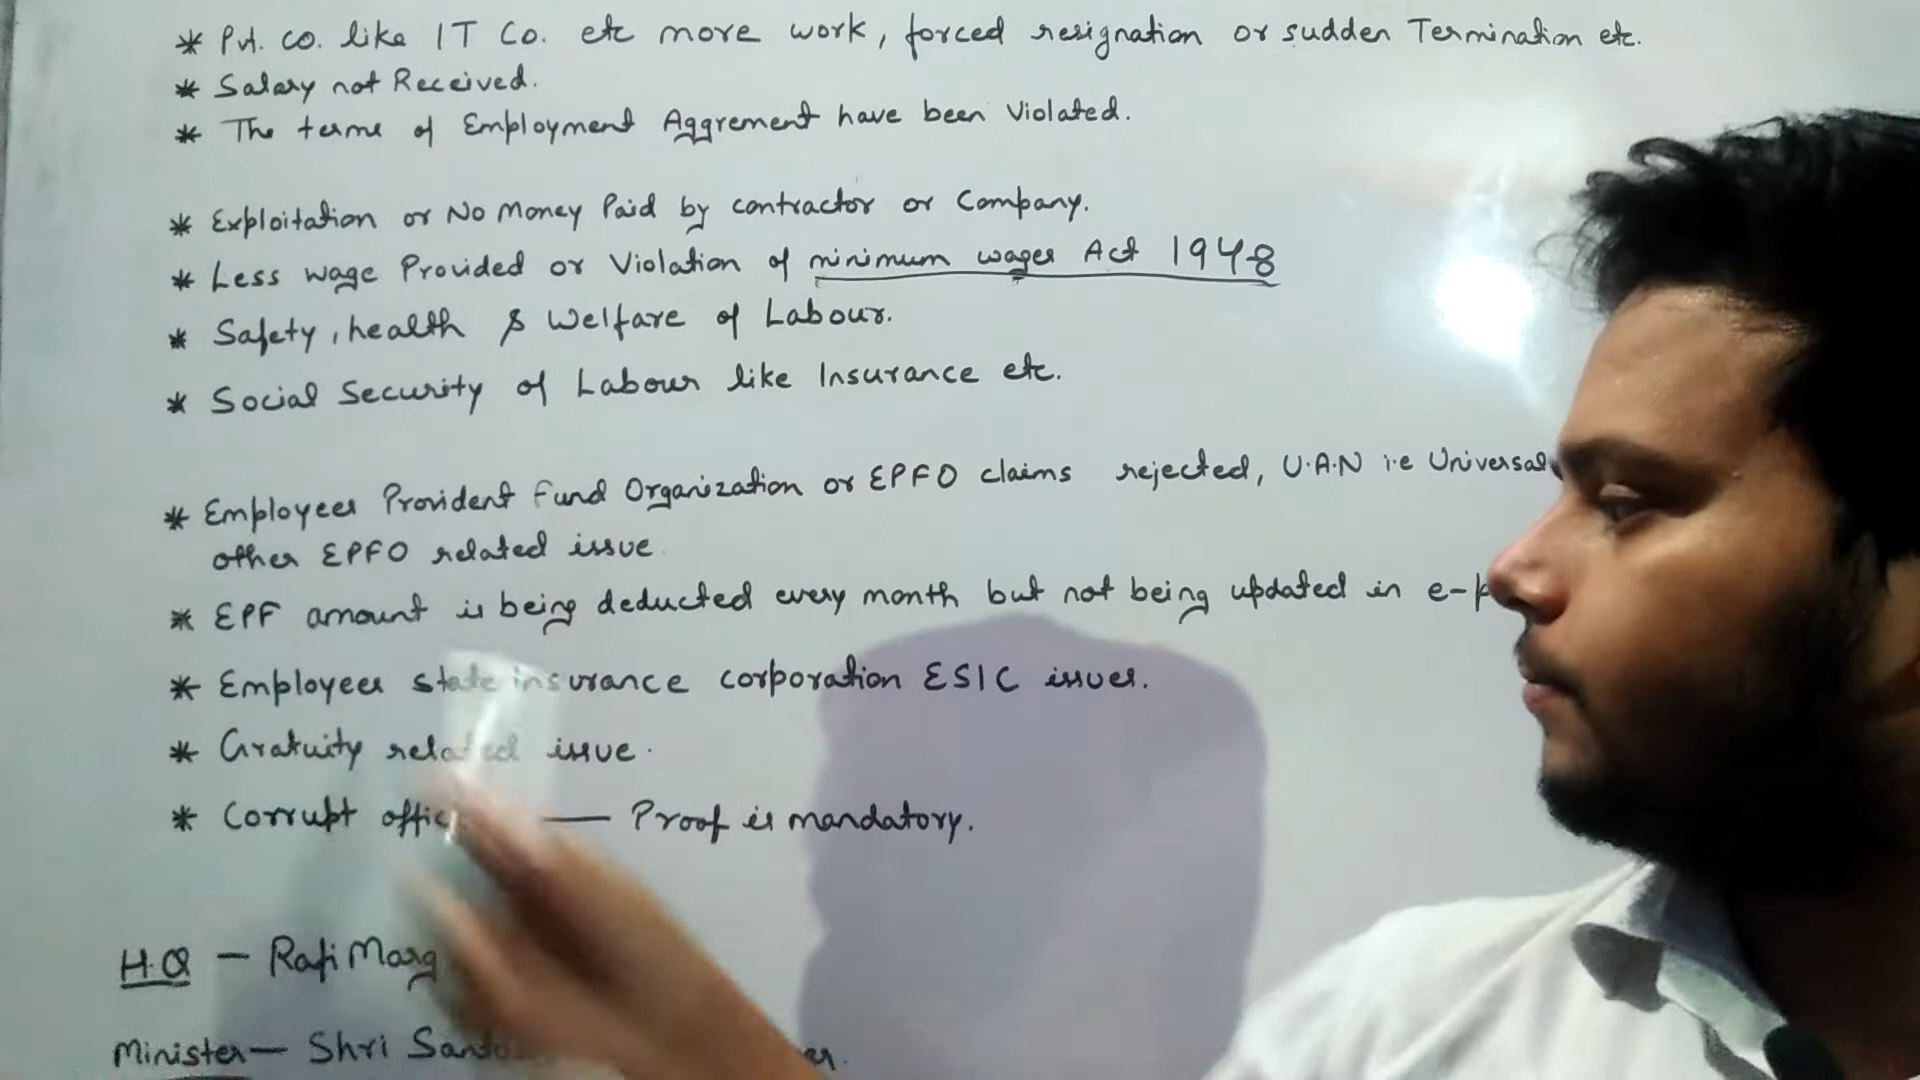 * Pvt. co. like IT Co. etc more work, forced resignation or sudden Termination etc.
* Salary not Received.
* The terms of Employment Aggrement have been Violated.
* Exploitation or No Money Paid by contractor or Company.
* Less wage Provided or Violation of minimum wages Act 1948
* Safety, health & Welfare of Labour.
* Social Security of Labour like Insurance etc.
* Employees Provident Fund Organization or EPFO claims rejected, U.A.N i.e Universal
other EPFO related issue
* EPF amount is being deducted every month but not being updated in e-
* Employees state insurance corporation ESIC issues.
* Gratuity related issue.
* Corrupt — Proof is mandatory.
H.Q — Rafi Marg
Minister — Shri